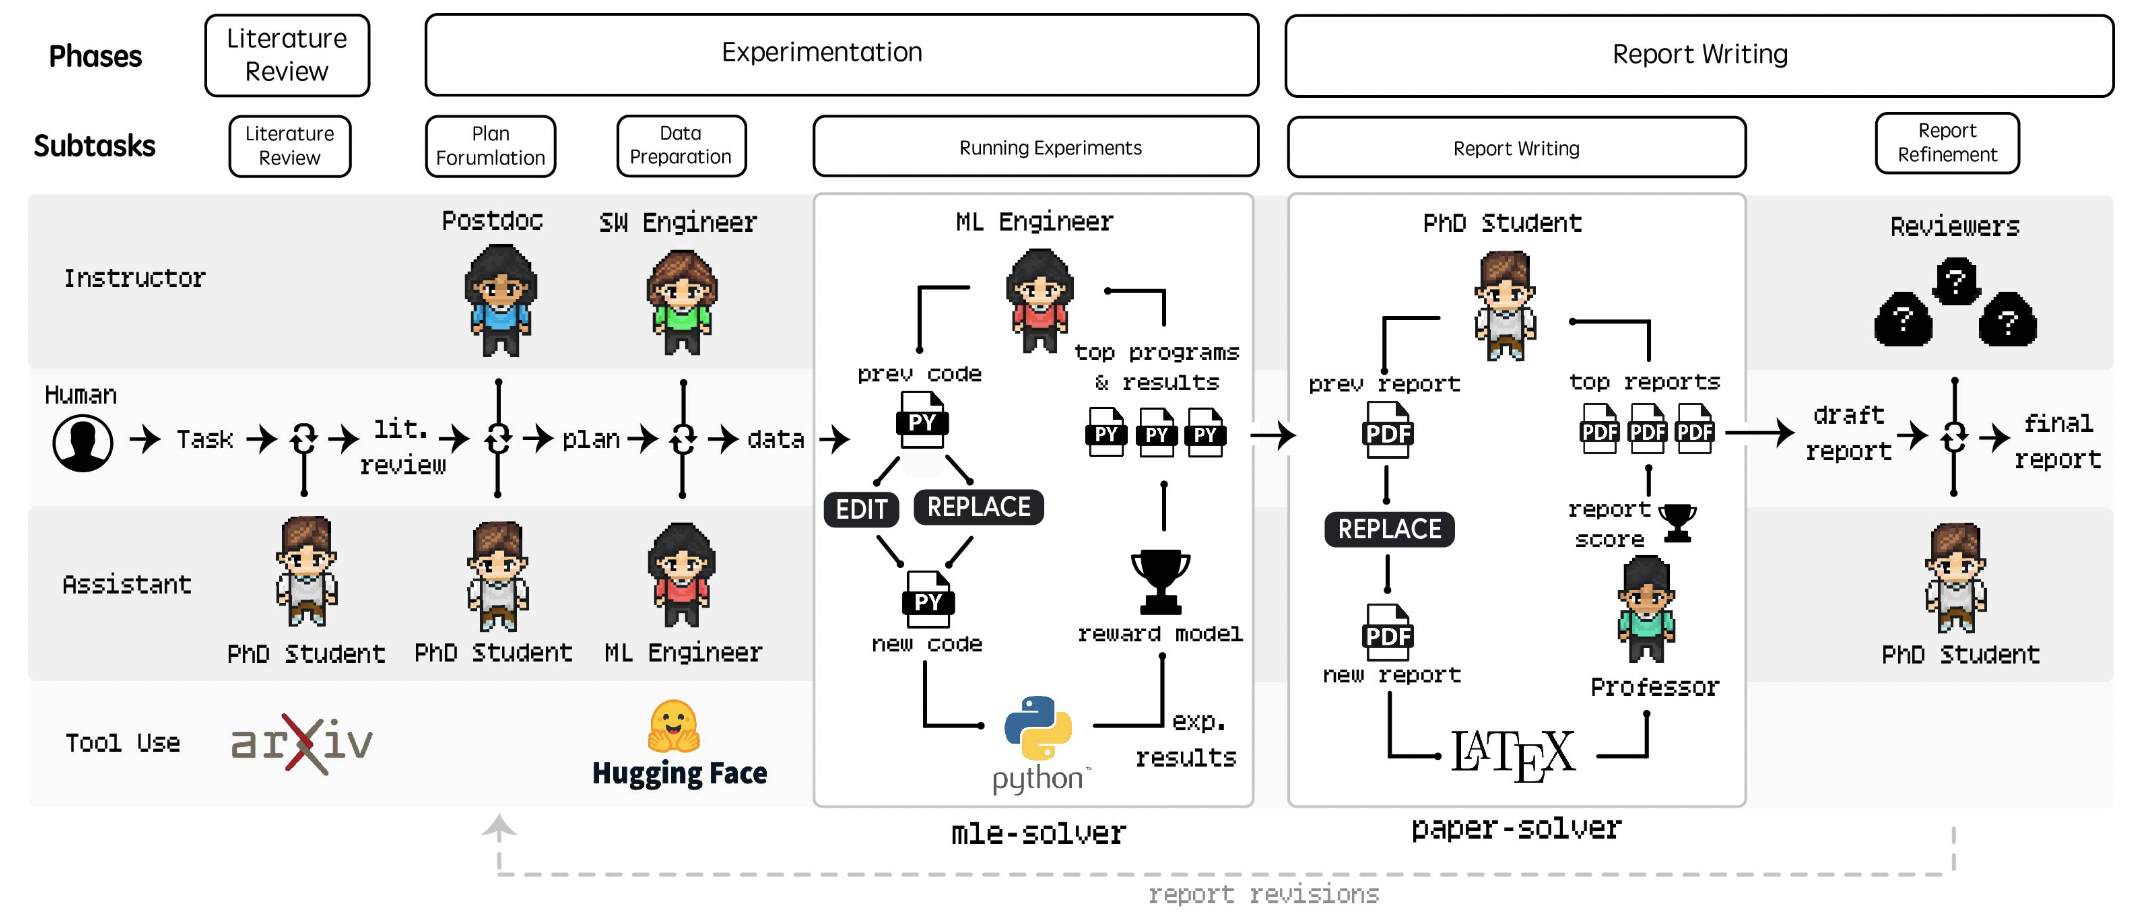 Phases
Literature
Review
Experimentation
Report Writing
Subtasks
Literature
Review
Plan
Forumlation
Data
Preparation
Running Experiments
Report Writing
Report
Refinement
Instructor
Postdoc
SW Engineer
ML Engineer
PhD Student
Reviewers
? ? ?
Human
Task
lit.
review
plan
data
prev code
PY
EDIT
REPLACE
PY
new code
python™
exp.
results
reward model
top programs
& results
PY PY PY
prev report
PDF
REPLACE
PDF
new report
LATEX
Professor
report
score
top reports
PDF PDF PDF
draft
report
final
report
Assistant
PhD Student
PhD Student
ML Engineer
PhD Student
Tool Use
arXiv
Hugging Face
mle-solver
paper-solver
report revisions